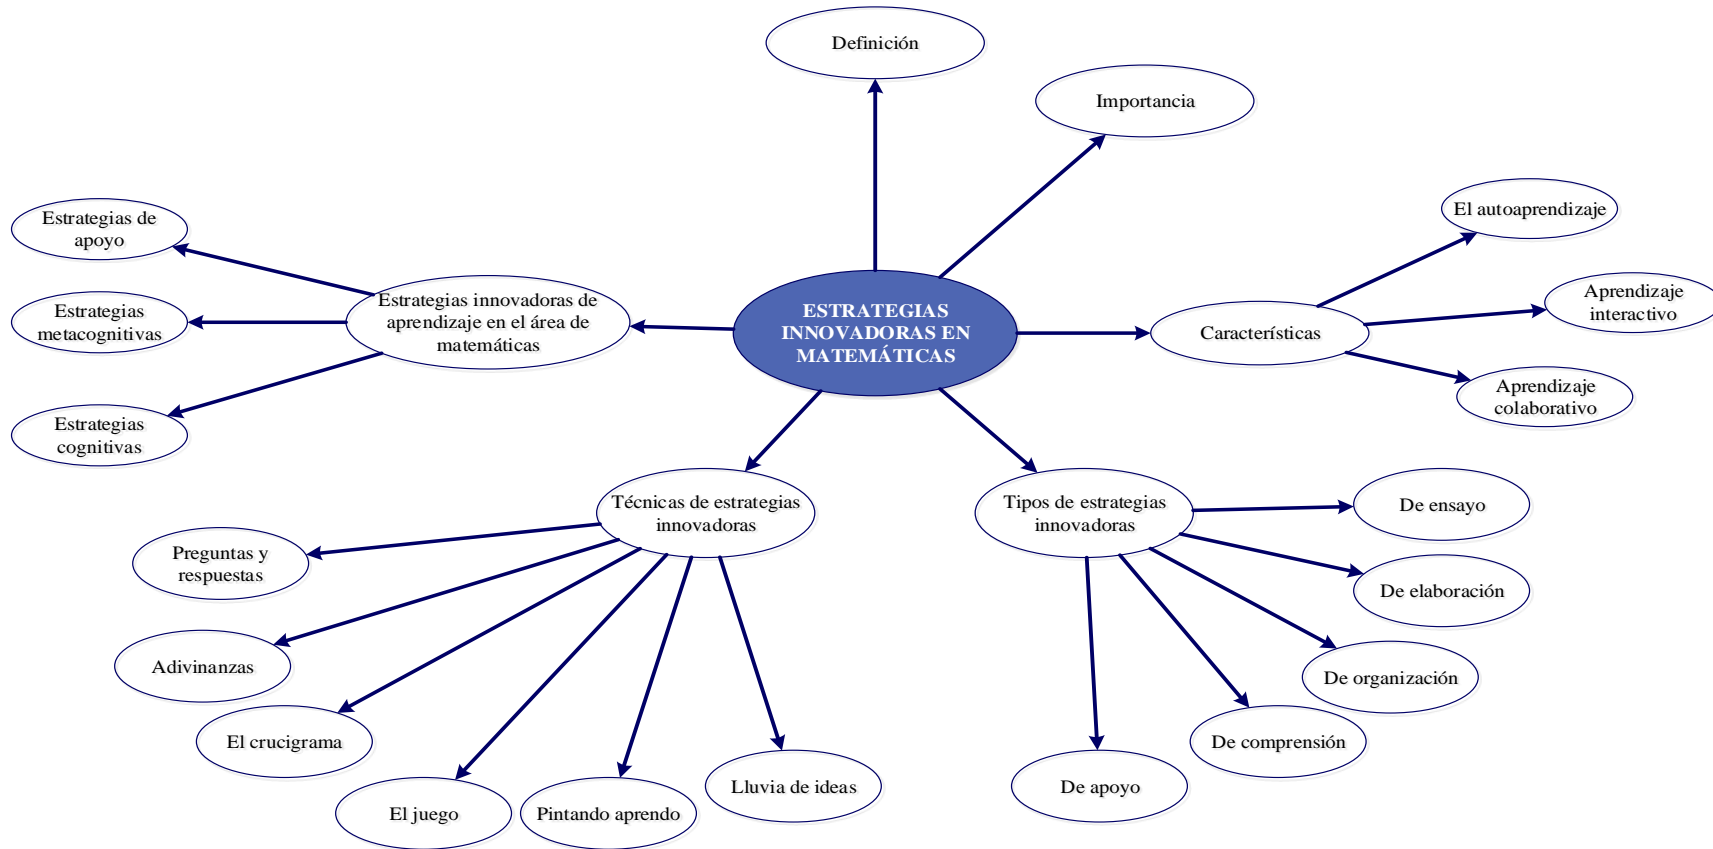 Definición
Importancia
El autoaprendizaje
Estrategias de
apoyo
Aprendizaje
interactivo
Estrategias innovadoras de
aprendizaje en el área de
matemáticas
ESTRATEGIAS
INNOVADORAS EN
MATEMÁTICAS
Estrategias
metacognitivas
Características
Aprendizaje
colaborativo
Estrategias
cognitivas
Técnicas de estrategias
innovadoras
Tipos de estrategias
innovadoras
De ensayo
Preguntas y
respuestas
De elaboración
Adivinanzas
De organización
El crucigrama
De comprensión
Lluvia de ideas
De apoyo
El juego
Pintando aprendo